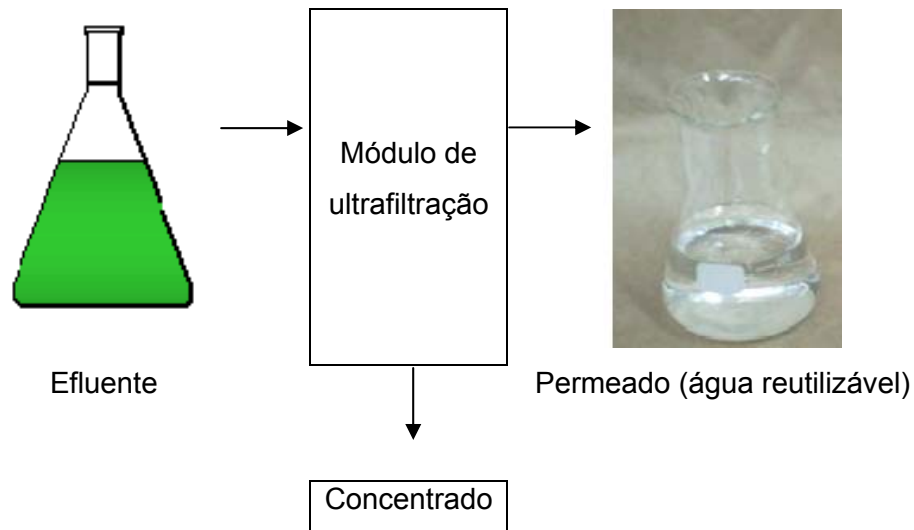 Módulo de
ultrafiltração
Efluente
Permeado (água reutilizável)
Concentrado